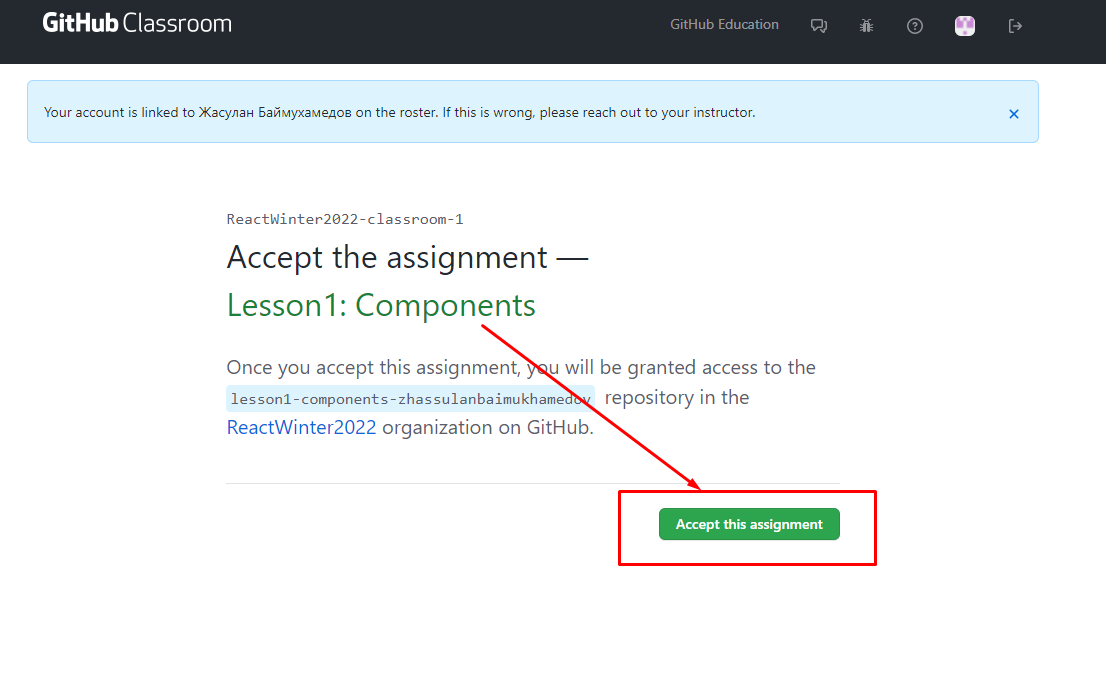 GitHub Classroom
GitHub Education
Your account is linked to Жасулан Баймухамедов on the roster. If this is wrong, please reach out to your instructor.
ReactWinter2022-classroom-1
Accept the assignment —
Lesson1: Components
Once you accept this assignment, you will be granted access to the
lesson1-components-zhassulanbaimukhamedov repository in the
ReactWinter2022 organization on GitHub.
Accept this assignment